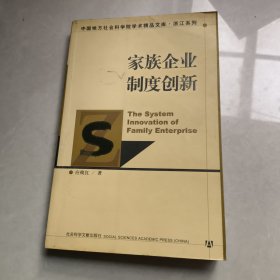 中国地方社会科学院学术精品文库·浙江系列
家族企业
制度创新
The System
Innovation of
Family Enterprise
S
著
社会科学文献出版社 SOCIAL SCIENCES ACADEMIC PRESS (CHINA)